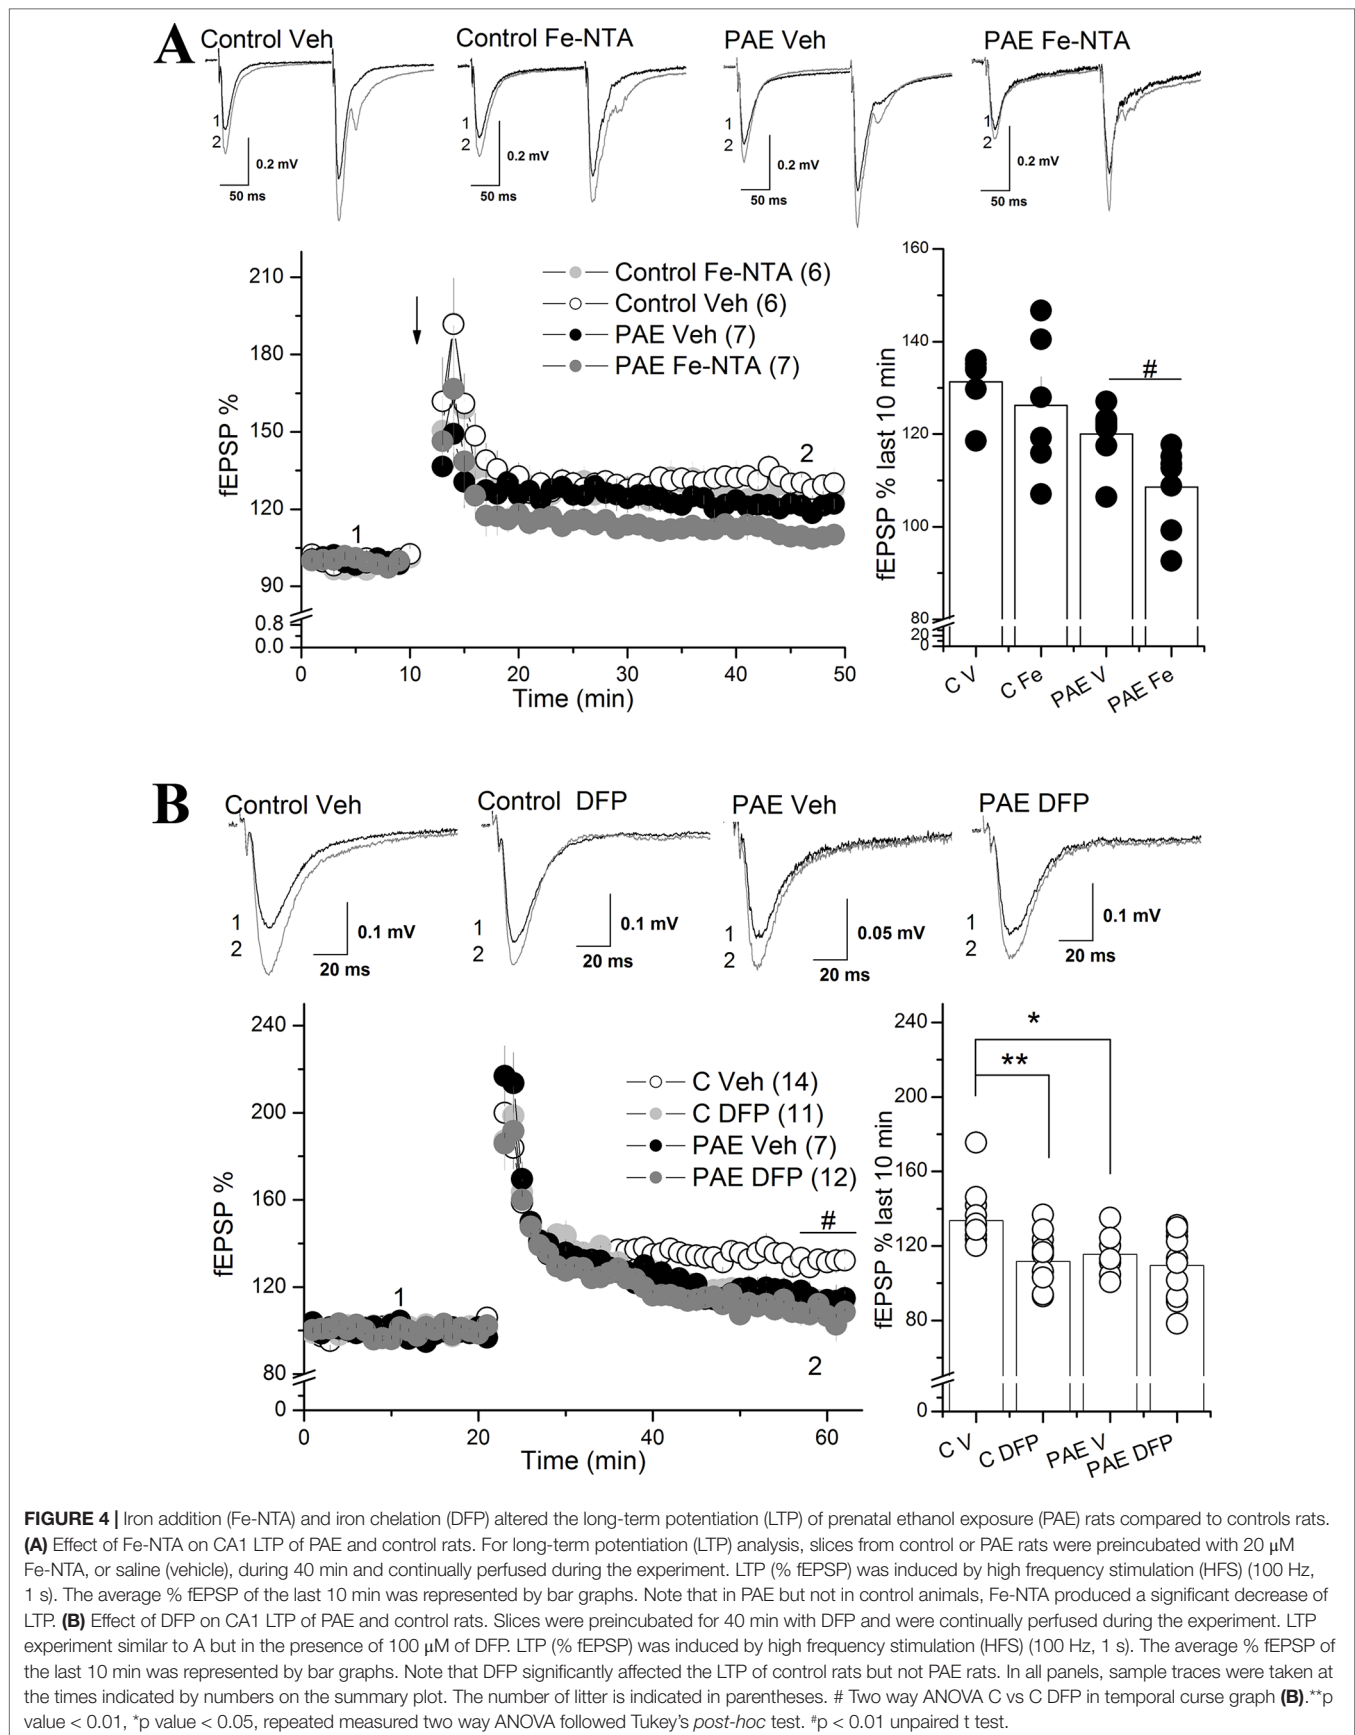 A
Control Veh
Control Fe-NTA
PAE Veh
PAE Fe-NTA
1
2
0.2 mV
50 ms
1
2
0.2 mV
50 ms
1
2
0.2 mV
50 ms
1
2
0.2 mV
50 ms
fEPSP %
210
180
150
120
90
0.8
0.0
Control Fe-NTA (6)
Control Veh (6)
PAE Veh (7)
PAE Fe-NTA (7)
1
2
0
10
20
30
40
50
Time (min)
fEPSP % last 10 min
160
140
120
100
80
20
0
#
C V
C Fe
PAE V
PAE Fe
B
Control Veh
Control DFP
PAE Veh
PAE DFP
1
2
0.1 mV
20 ms
1
2
0.1 mV
20 ms
1
2
0.05 mV
20 ms
1
2
0.1 mV
20 ms
fEPSP %
240
200
160
120
80
0
C Veh (14)
C DFP (11)
PAE Veh (7)
PAE DFP (12)
#
1
2
0
20
40
60
Time (min)
fEPSP % last 10 min
240
200
160
120
80
0
*
**
C V
C DFP
PAE V
PAE DFP
FIGURE 4 | Iron addition (Fe-NTA) and iron chelation (DFP) altered the long-term potentiation (LTP) of prenatal ethanol exposure (PAE) rats compared to controls rats.
(A) Effect of Fe-NTA on CA1 LTP of PAE and control rats. For long-term potentiation (LTP) analysis, slices from control or PAE rats were preincubated with 20 μM
Fe-NTA, or saline (vehicle), during 40 min and continually perfused during the experiment. LTP (% fEPSP) was induced by high frequency stimulation (HFS) (100 Hz,
1 s). The average % fEPSP of the last 10 min was represented by bar graphs. Note that in PAE but not in control animals, Fe-NTA produced a significant decrease of
LTP. (B) Effect of DFP on CA1 LTP of PAE and control rats. Slices were preincubated for 40 min with DFP and were continually perfused during the experiment. LTP
experiment similar to A but in the presence of 100 μM of DFP. LTP (% fEPSP) was induced by high frequency stimulation (HFS) (100 Hz, 1 s). The average % fEPSP of
the last 10 min was represented by bar graphs. Note that DFP significantly affected the LTP of control rats but not PAE rats. In all panels, sample traces were taken at
the times indicated by numbers on the summary plot. The number of litter is indicated in parentheses. # Two way ANOVA C vs C DFP in temporal curse graph (B).**p
value < 0.01, *p value < 0.05, repeated measured two way ANOVA followed Tukey's post-hoc test. #p < 0.01 unpaired t test.